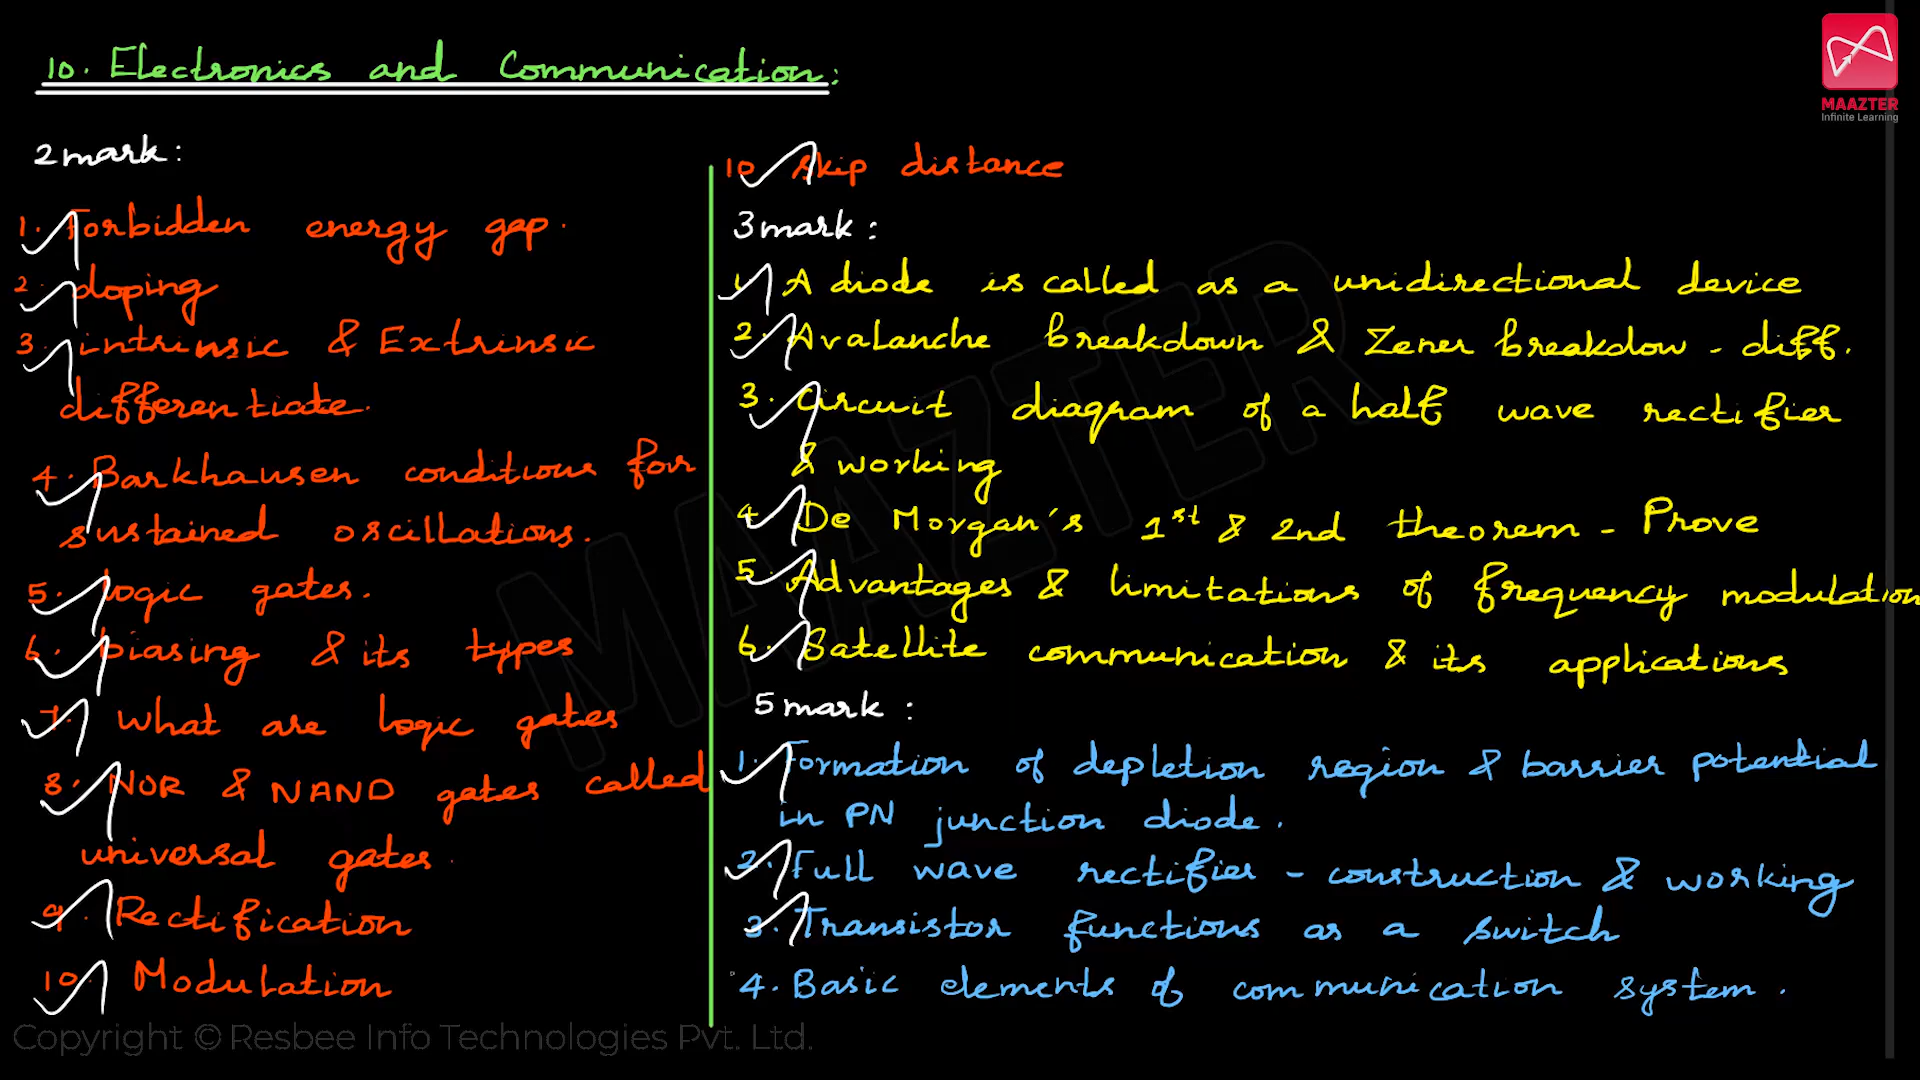 10. Electronics and Communication:
2 mark:
1. Forbidden energy gap.
2. doping
3. intrinsic & Extrinsic
differentiate.
4. Barkhausen conditions for
sustained oscillations.
5. logic gates.
6. biasing & its types
7. What are logic gates
8. NOR & NAND gates called
universal gates.
9. Rectification
10. Modulation
10. skip distance
3 mark:
1. A diode is called as a unidirectional device
2. Avalanche breakdown & Zener breakdow - diff.
3. Circuit diagram of a half wave rectifier
& working
4. De Morgan's 1st & 2nd theorem - Prove
5. Advantages & limitations of frequency modulation
6. Satellite communication & its applications
5 mark:
1. Formation of depletion region & barrier potential
in PN junction diode.
2. Full wave rectifier - construction & working
3. Transistor functions as a switch
4. Basic elements of communication system.
MAAZTER
Infinite Learning
MAAZTER
Copyright © Resbee Info Technologies Pvt. Ltd.